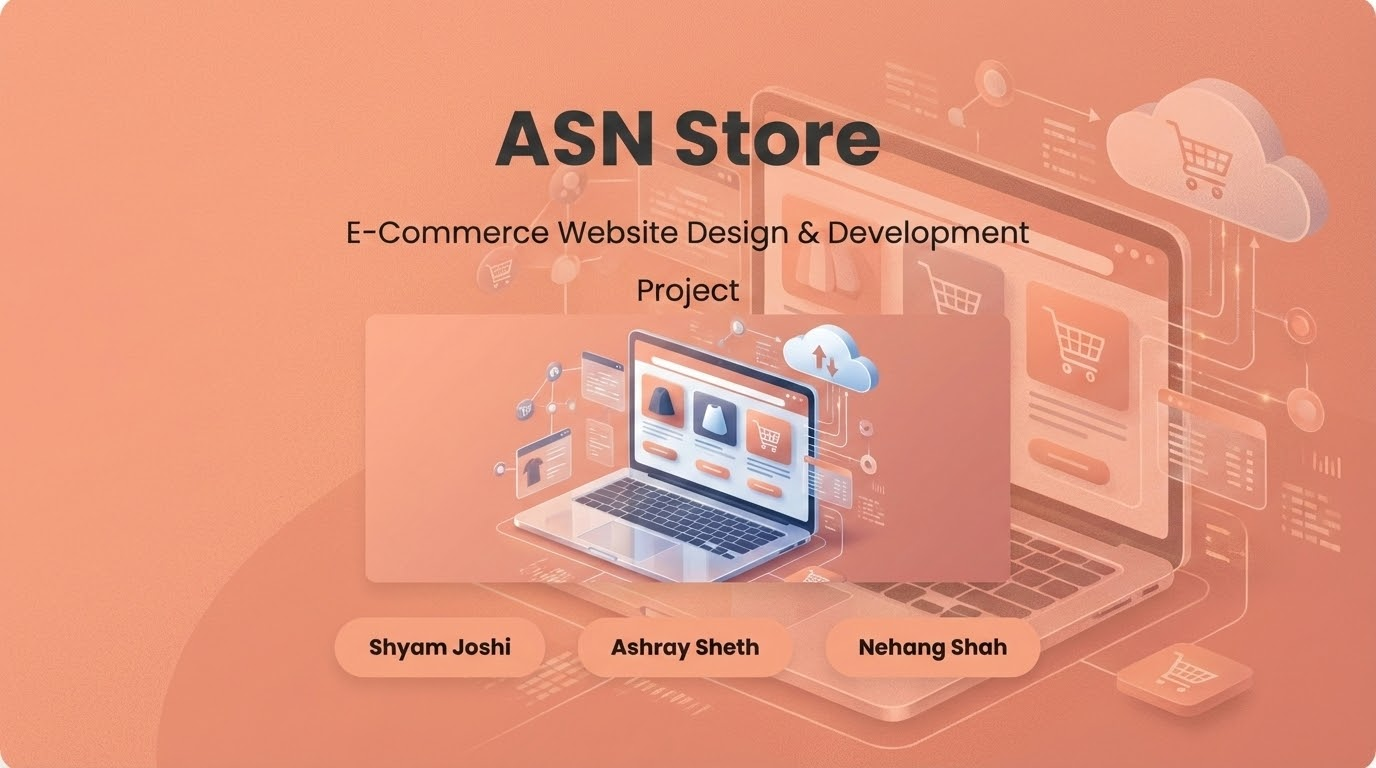 ASN Store
E-Commerce Website Design & Development
Project
Shyam Joshi
Ashray Sheth
Nehang Shah